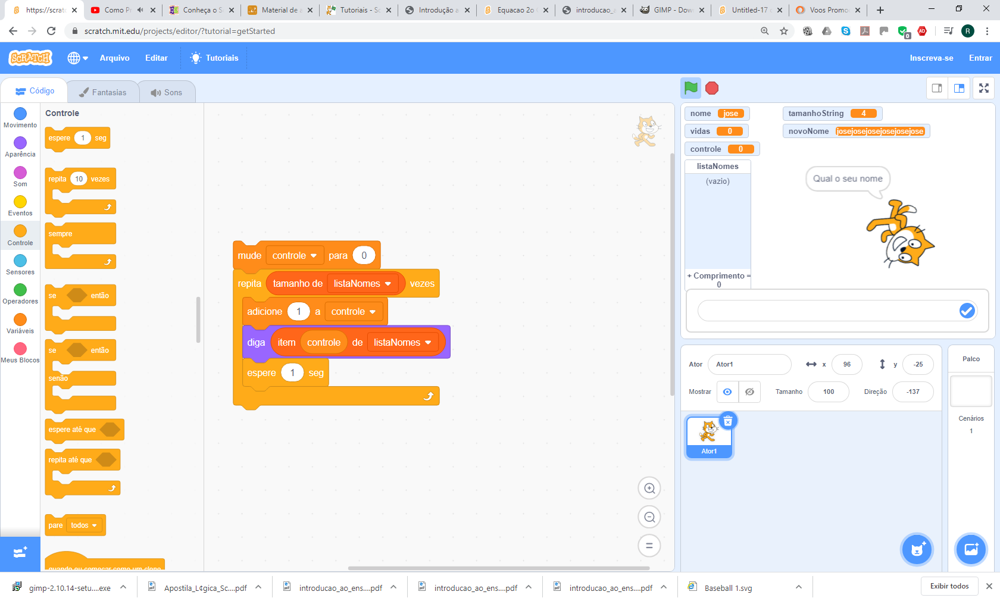 https://scratc
Como P
Conheça o S
Material de a
Tutoriais - Sc
Introdução a
Equacao 2o
introducao_a
GIMP - Dow
Untitled-17
Voos Promo
scratch.mit.edu/projects/editor/?tutorial=getStarted
0
AD
R
SCRATCH
Arquivo
Editar
Tutoriais
Inscreva-se
Entrar
Código
Fantasias
Sons
Movimento
Aparência
Som
Eventos
Controle
Sensores
Operadores
Variáveis
Meus Blocos
Controle
espere 1 seg
repita 10 vezes
sempre
se então
se então
senão
espere até que
repita até que
pare todos
quando eu começar como um clone
mude controle para 0
repita tamanho de listaNomes vezes
adicione 1 a controle
diga item controle de listaNomes
espere 1 seg
nome jose
tamanhoString 4
vidas 0
novoNome josejosejosejosejosejose
controle 0
listaNomes
(vazio)
+ Comprimento =
0
Qual o seu nome
Ator Ator1 x 96 y -25
Mostrar Tamanho 100 Direção -137
Ator1
Palco
Cenários
1
gimp-2.10.14-setu....exe
Apostila_L¢gica_Sc....pdf
introducao_ao_ens....pdf
introducao_ao_ens....pdf
introducao_ao_ens....pdf
Baseball 1.svg
Exibir todos